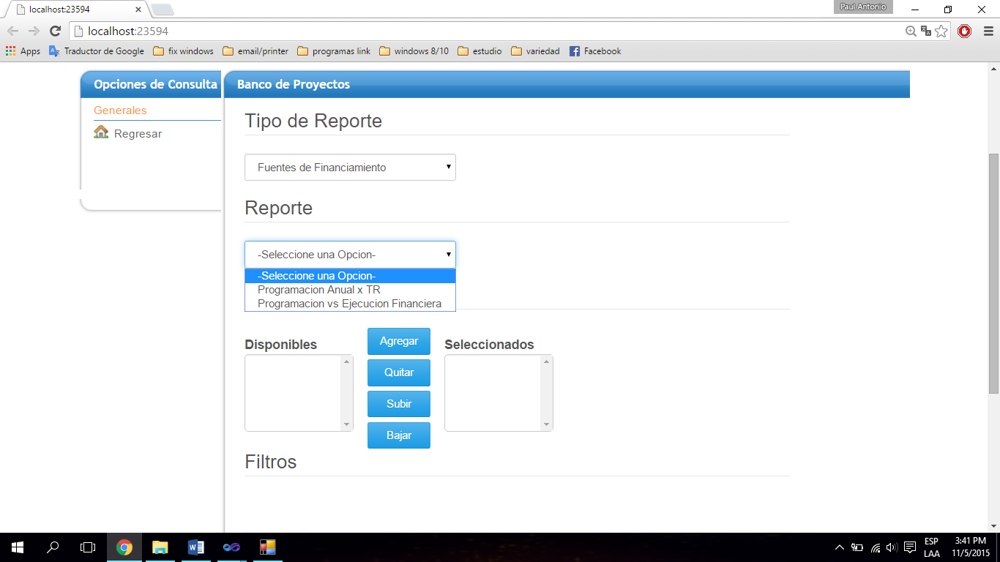 localhost:23594
Paul Antonio
localhost:23594
Apps Traductor de Google fix windows email/printer programas link windows 8/10 estudio variedad Facebook
Opciones de Consulta
Generales
Regresar
Banco de Proyectos
Tipo de Reporte
Fuentes de Financiamiento
Reporte
-Seleccione una Opcion-
-Seleccione una Opcion-
Programacion Anual x TR
Programacion vs Ejecucion Financiera
Disponibles
Agregar
Quitar
Subir
Bajar
Seleccionados
Filtros
ESP
LAA
3:41 PM
11/5/2015